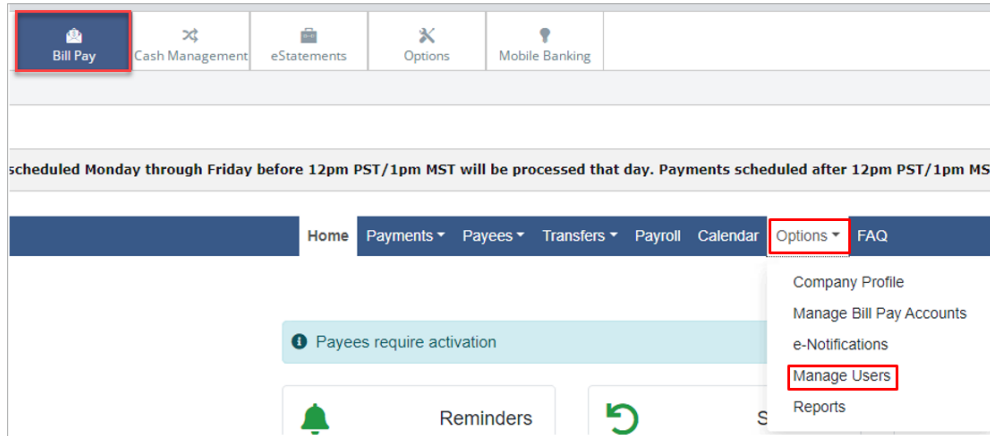 Bill Pay
Cash Management
eStatements
Options
Mobile Banking
scheduled Monday through Friday before 12pm PST/1pm MST will be processed that day. Payments scheduled after 12pm PST/1pm MS
Home Payments Payees Transfers Payroll Calendar Options FAQ
Company Profile
Manage Bill Pay Accounts
Payees require activation
e-Notifications
Manage Users
Reports
Reminders
S